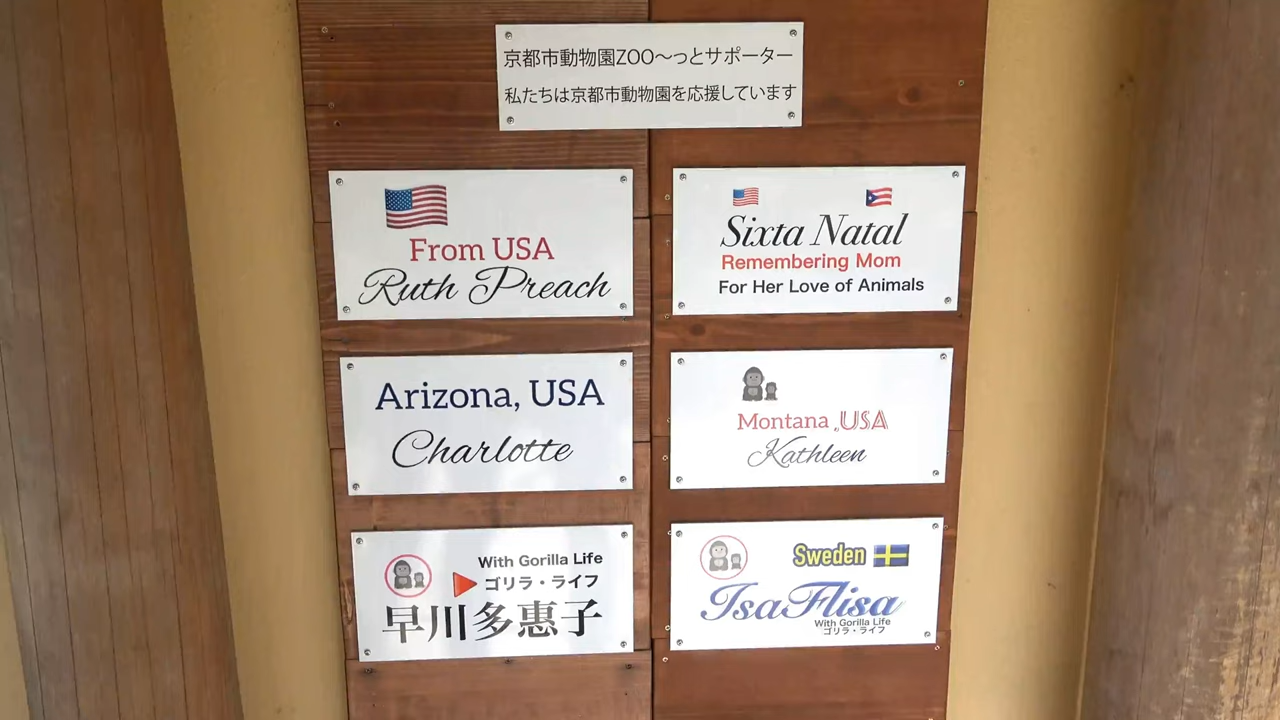 京都市動物園ZOO〜っとサポーター
私たちは京都市動物園を応援しています
From USA
Ruth Preach
Sixta Natal
Remembering Mom
For Her Love of Animals
Arizona, USA
Charlotte
Montana ,USA
Kathleen
With Gorilla Life
ゴリラ・ライフ
早川多惠子
Sweden
IsaFlisa
With Gorilla Life
ゴリラ・ライフ